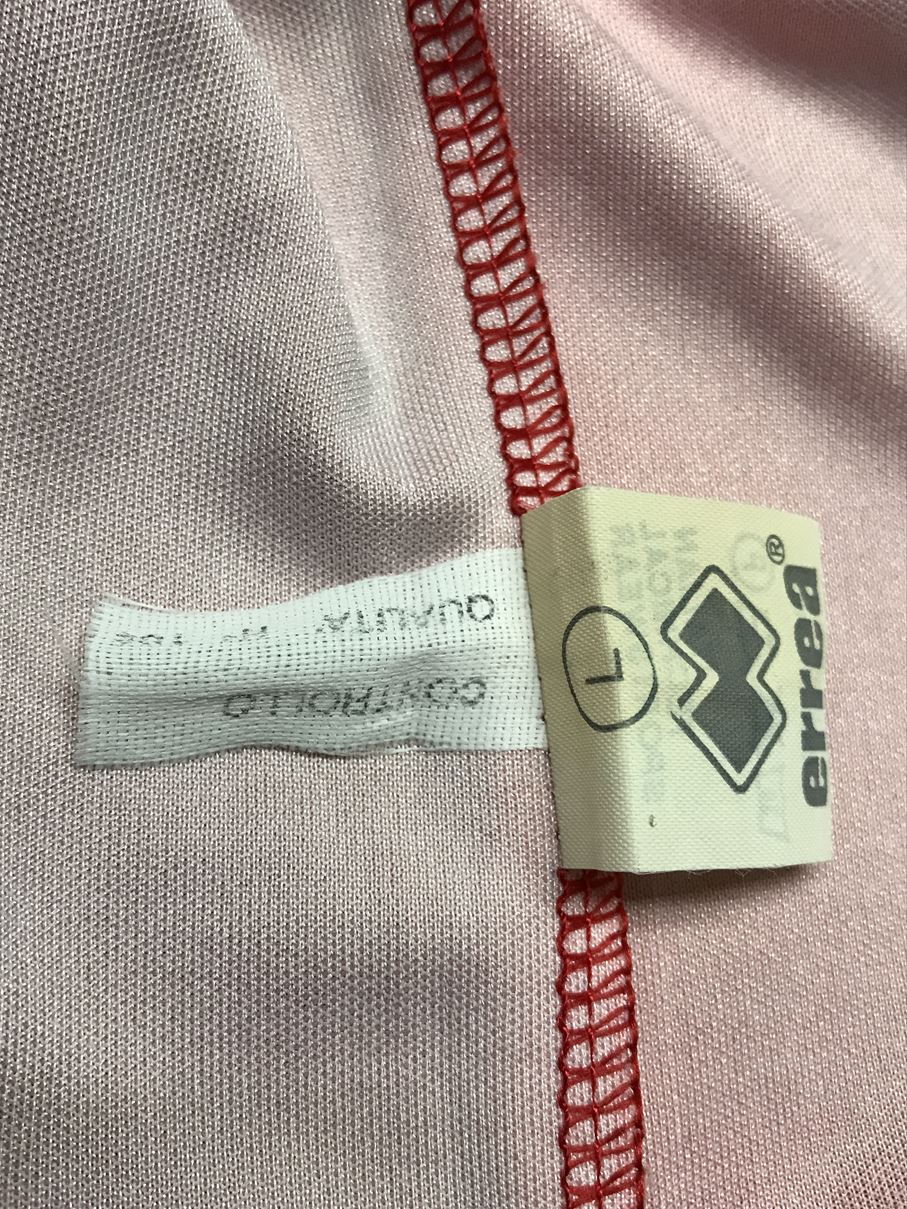 CONTROLLO
QUALITA' N°
L
errea®